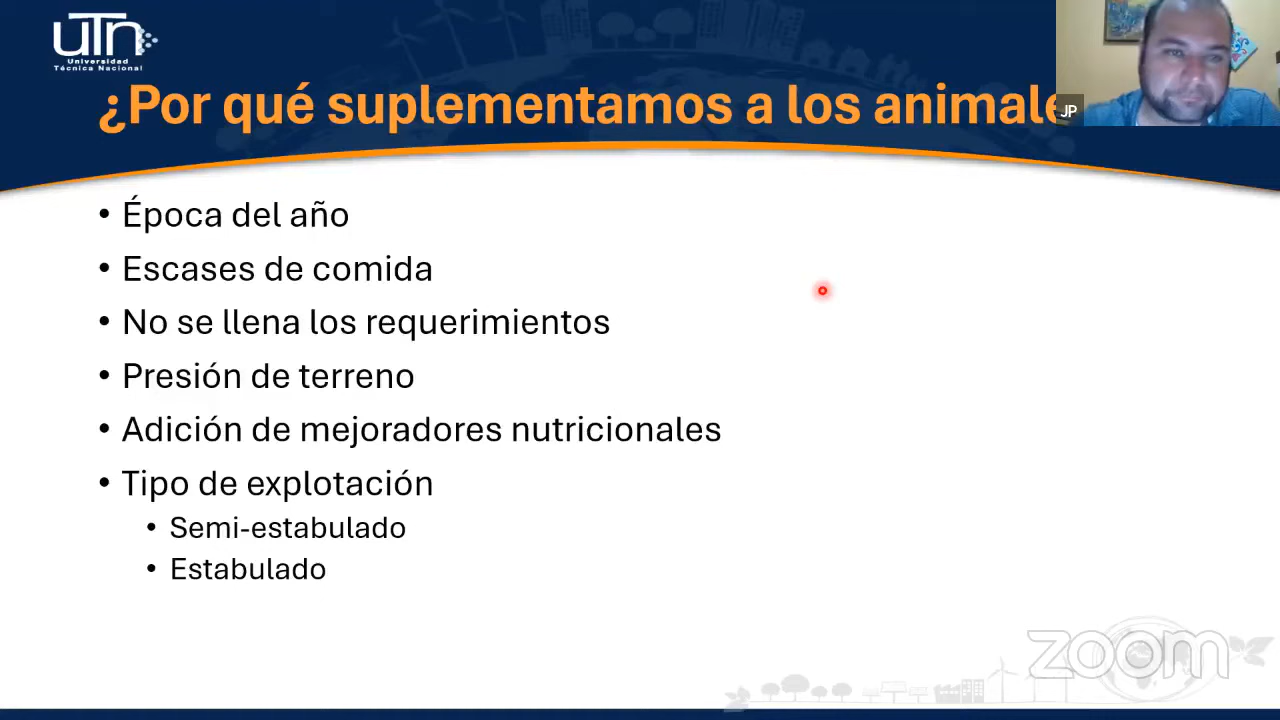 uTn
Universidad
Técnica Nacional
¿Por qué suplementamos a los animale
JP
• Época del año
• Escases de comida
• No se llena los requerimientos
• Presión de terreno
• Adición de mejoradores nutricionales
• Tipo de explotación
• Semi-estabulado
• Estabulado
zoom